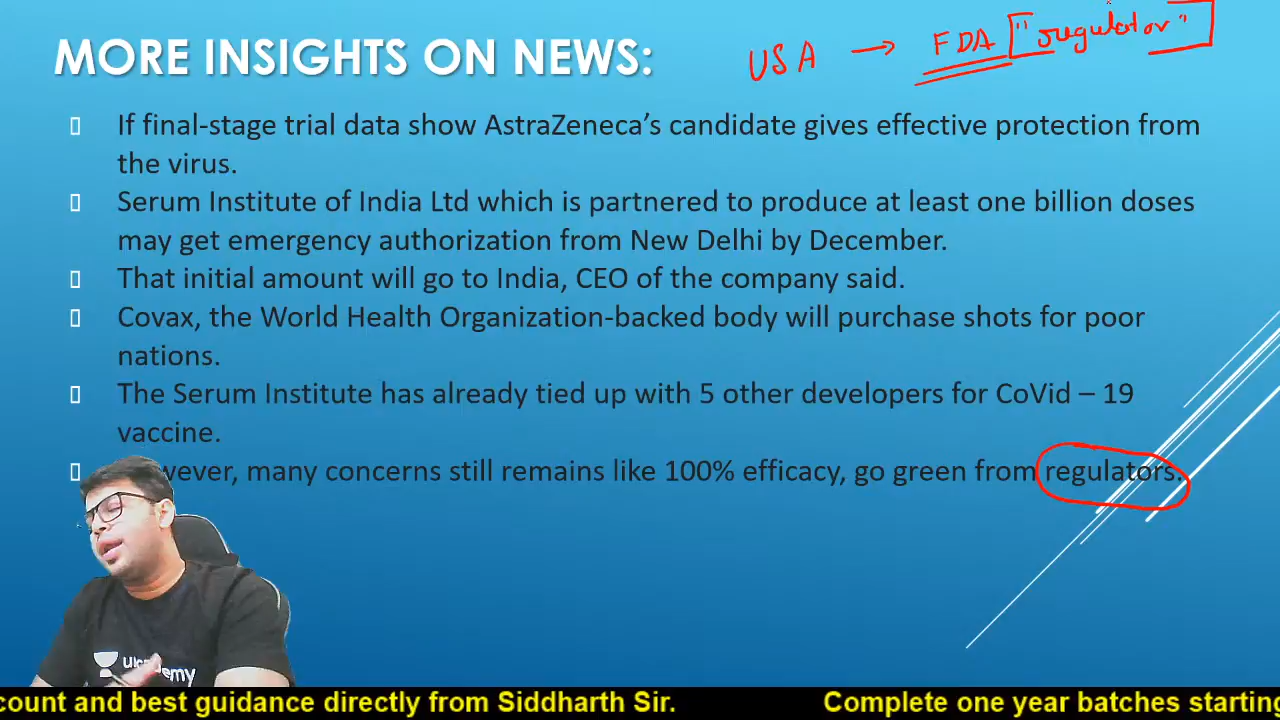 MORE INSIGHTS ON NEWS:
USA → FDA "regulator"
If final-stage trial data show AstraZeneca's candidate gives effective protection from
the virus.
Serum Institute of India Ltd which is partnered to produce at least one billion doses
may get emergency authorization from New Delhi by December.
That initial amount will go to India, CEO of the company said.
Covax, the World Health Organization-backed body will purchase shots for poor
nations.
The Serum Institute has already tied up with 5 other developers for CoVid – 19
vaccine.
wever, many concerns still remains like 100% efficacy, go green from regulators.
unacademy
count and best guidance directly from Siddharth Sir. Complete one year batches starting